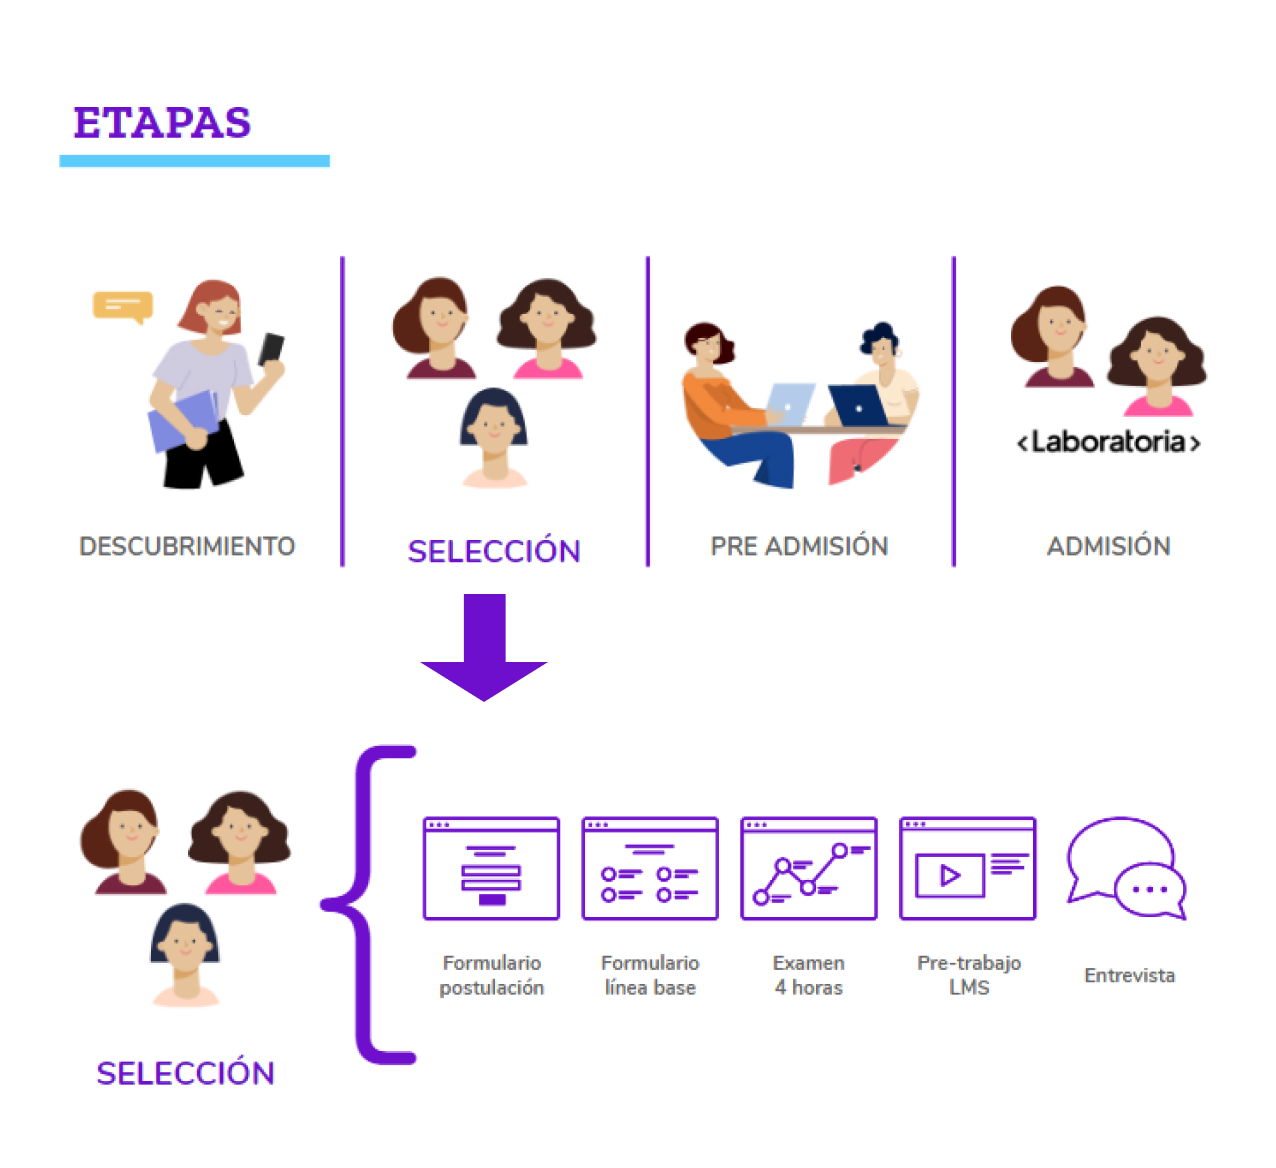 ETAPAS
<Laboratoria>
DESCUBRIMIENTO
SELECCIÓN
PRE ADMISIÓN
ADMISIÓN
Formulario
postulación
Formulario
línea base
Examen
4 horas
Pre-trabajo
LMS
Entrevista
SELECCIÓN